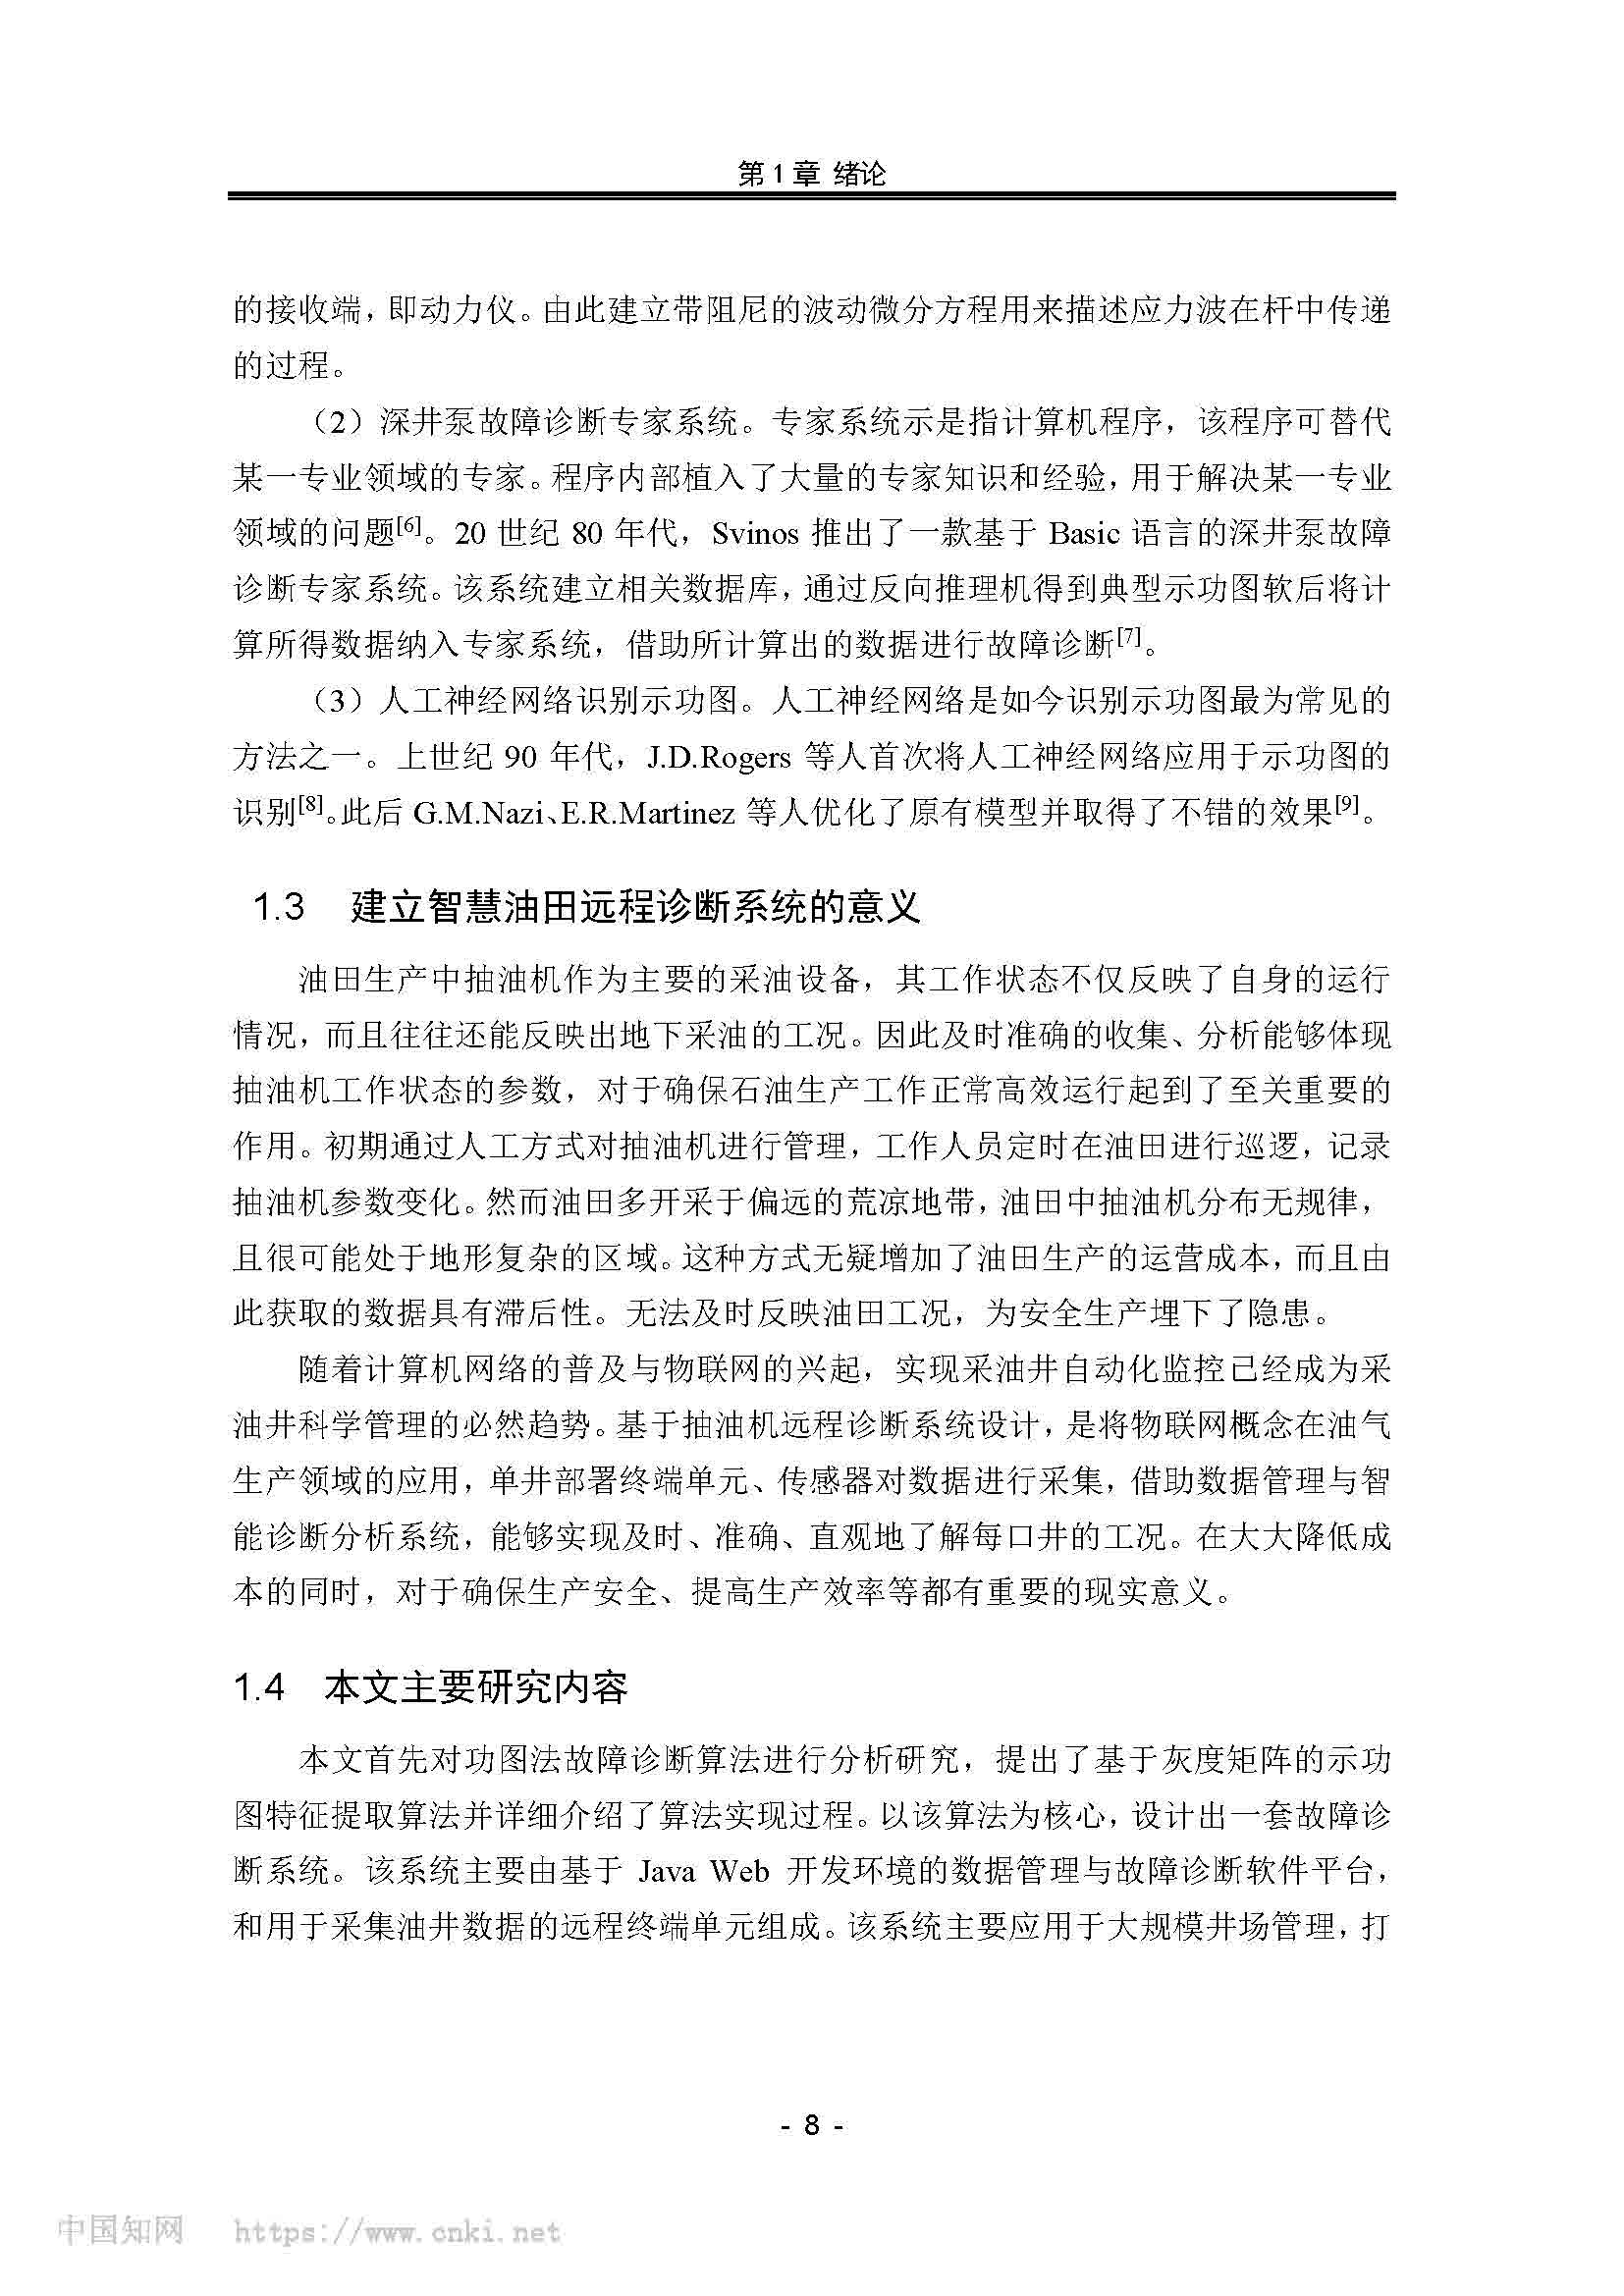 第 1 章 绪论
的接收端，即动力仪。由此建立带阻尼的波动微分方程用来描述应力波在杆中传递
的过程。
（2）深井泵故障诊断专家系统。专家系统示是指计算机程序，该程序可替代
某一专业领域的专家。程序内部植入了大量的专家知识和经验，用于解决某一专业
领域的问题[6]。20 世纪 80 年代，Svinos 推出了一款基于 Basic 语言的深井泵故障
诊断专家系统。该系统建立相关数据库，通过反向推理机得到典型示功图软后将计
算所得数据纳入专家系统，借助所计算出的数据进行故障诊断[7]。
（3）人工神经网络识别示功图。人工神经网络是如今识别示功图最为常见的
方法之一。上世纪 90 年代，J.D.Rogers 等人首次将人工神经网络应用于示功图的
识别[8]。此后 G.M.Nazi、E.R.Martinez 等人优化了原有模型并取得了不错的效果[9]。
1.3 建立智慧油田远程诊断系统的意义
油田生产中抽油机作为主要的采油设备，其工作状态不仅反映了自身的运行
情况，而且往往还能反映出地下采油的工况。因此及时准确的收集、分析能够体现
抽油机工作状态的参数，对于确保石油生产工作正常高效运行起到了至关重要的
作用。初期通过人工方式对抽油机进行管理，工作人员定时在油田进行巡逻，记录
抽油机参数变化。然而油田多开采于偏远的荒凉地带，油田中抽油机分布无规律，
且很可能处于地形复杂的区域。这种方式无疑增加了油田生产的运营成本，而且由
此获取的数据具有滞后性。无法及时反映油田工况，为安全生产埋下了隐患。
随着计算机网络的普及与物联网的兴起，实现采油井自动化监控已经成为采
油井科学管理的必然趋势。基于抽油机远程诊断系统设计，是将物联网概念在油气
生产领域的应用，单井部署终端单元、传感器对数据进行采集，借助数据管理与智
能诊断分析系统，能够实现及时、准确、直观地了解每口井的工况。在大大降低成
本的同时，对于确保生产安全、提高生产效率等都有重要的现实意义。
1.4 本文主要研究内容
本文首先对功图法故障诊断算法进行分析研究，提出了基于灰度矩阵的示功
图特征提取算法并详细介绍了算法实现过程。以该算法为核心，设计出一套故障诊
断系统。该系统主要由基于 Java Web 开发环境的数据管理与故障诊断软件平台，
和用于采集油井数据的远程终端单元组成。该系统主要应用于大规模井场管理，打
- 8 -
中国知网 https://www.cnki.net